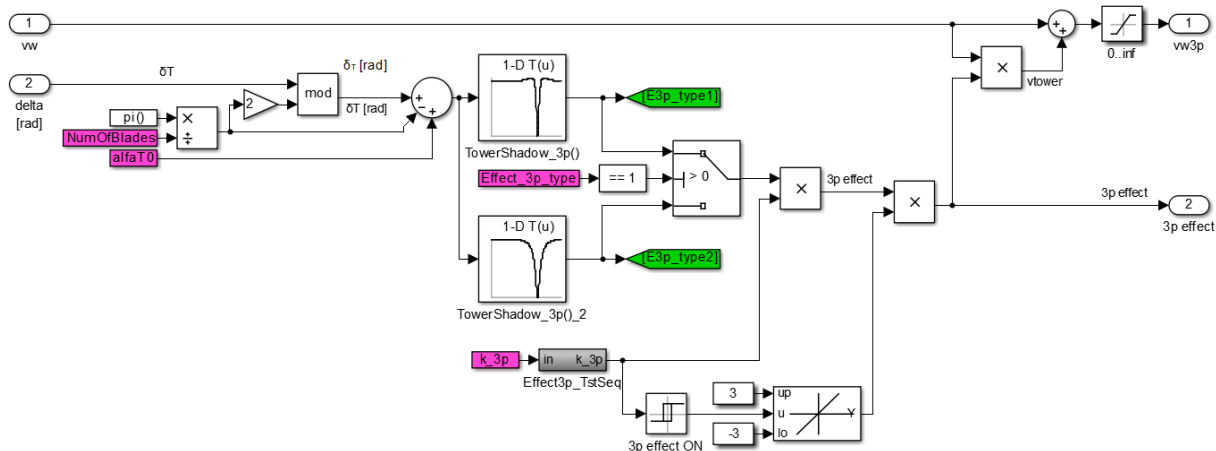 1
vw
2
delta
[rad]
δT
pi()
×
÷
NumOfBlades
alfaT0
2
mod
δT [rad]
δT [rad]
+
−
+
1-D T(u)
TowerShadow_3p()
[E3p_type1]
Effect_3p_type
== 1
> 0
1-D T(u)
TowerShadow_3p()_2
[E3p_type2]
k_3p
in k_3p
Effect3p_TstSeq
3p effect ON
3
-3
up
u
lo
Y
×
3p effect
×
×
vtower
+
+
0..inf
1
vw3p
3p effect
2
3p effect